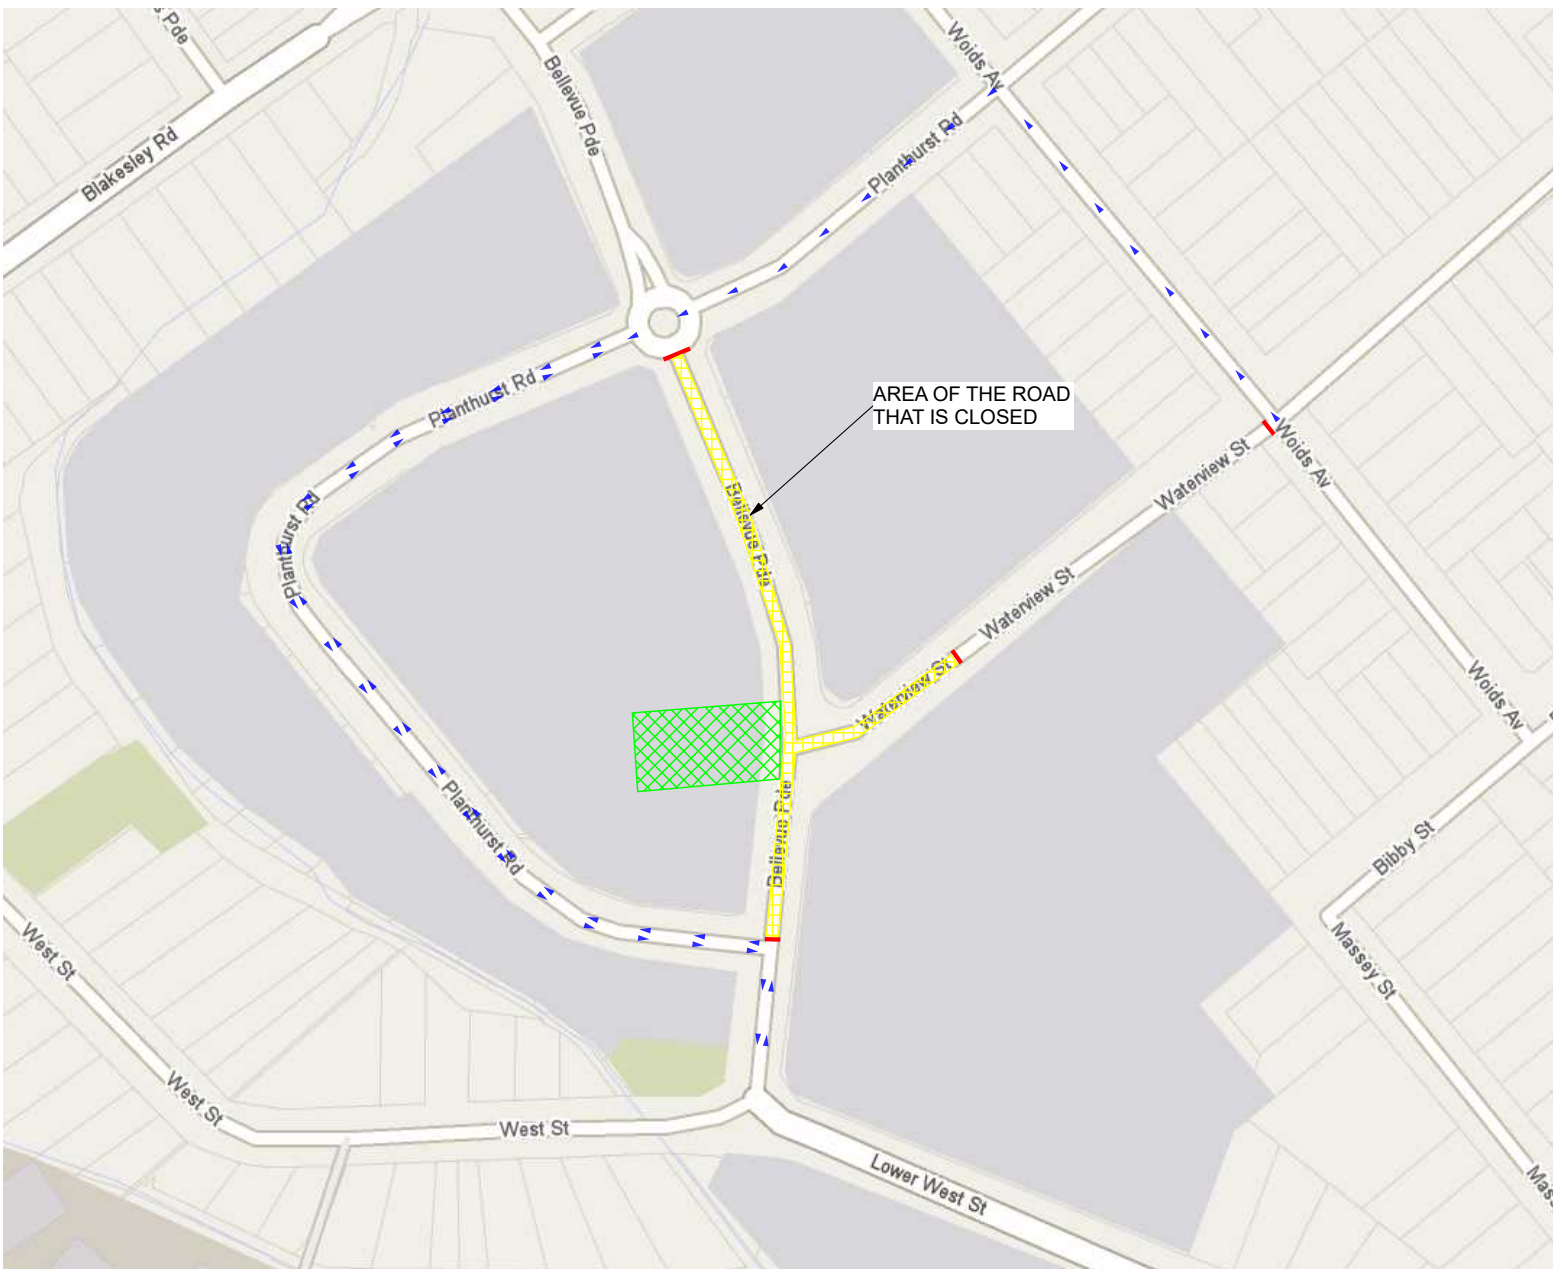 Pde
Woids Av
Bellevue Pde
Blakesley Rd
Planthurst Rd
Planthurst Rd
AREA OF THE ROAD
THAT IS CLOSED
Woids Av
Waterview St
Bellevue Pde
Planthurst Rd
Waterview St
Waterview St
Woids Av
Bellevue Pde
Planthurst Rd
Bibby St
West St
Massey St
West St
West St
Lower West St
Mas